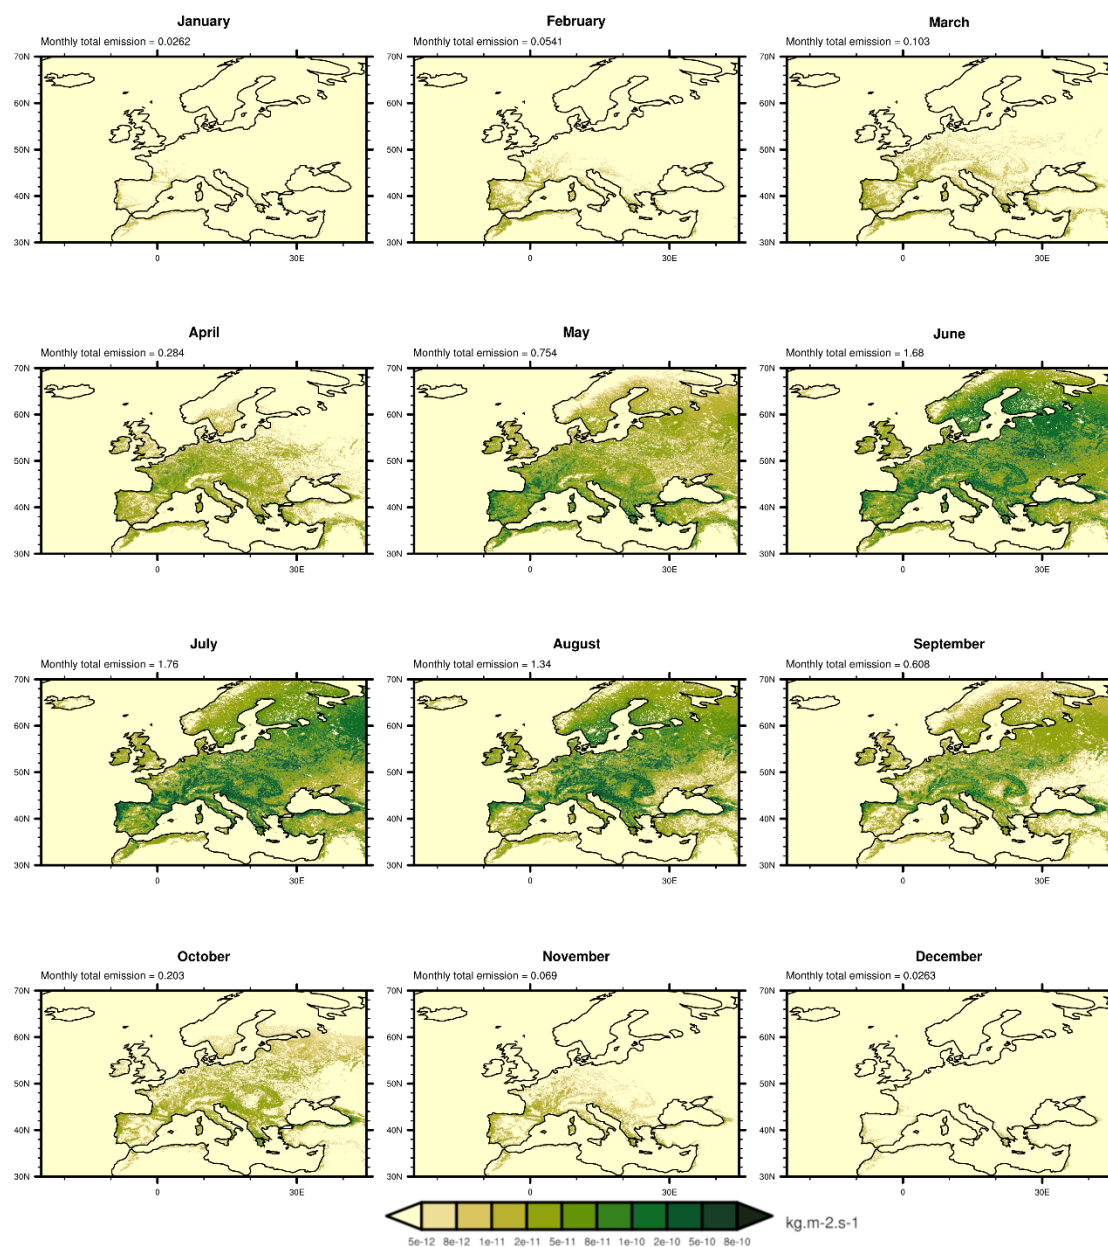 January February March
Monthly total emission = 0.0262 Monthly total emission = 0.0541 Monthly total emission = 0.103
70N 70N 70N
60N 60N 60N
50N 50N 50N
40N 40N 40N
30N 30N 30N
0 30E 0 30E 0 30E
April May June
Monthly total emission = 0.284 Monthly total emission = 0.754 Monthly total emission = 1.68
70N 70N 70N
60N 60N 60N
50N 50N 50N
40N 40N 40N
30N 30N 30N
0 30E 0 30E 0 30E
July August September
Monthly total emission = 1.76 Monthly total emission = 1.34 Monthly total emission = 0.608
70N 70N 70N
60N 60N 60N
50N 50N 50N
40N 40N 40N
30N 30N 30N
0 30E 0 30E 0 30E
October November December
Monthly total emission = 0.203 Monthly total emission = 0.069 Monthly total emission = 0.0263
70N 70N 70N
60N 60N 60N
50N 50N 50N
40N 40N 40N
30N 30N 30N
0 30E 0 30E 0 30E
kg.m-2.s-1
5e-12 8e-12 1e-11 2e-11 5e-11 8e-11 1e-10 2e-10 5e-10 8e-10